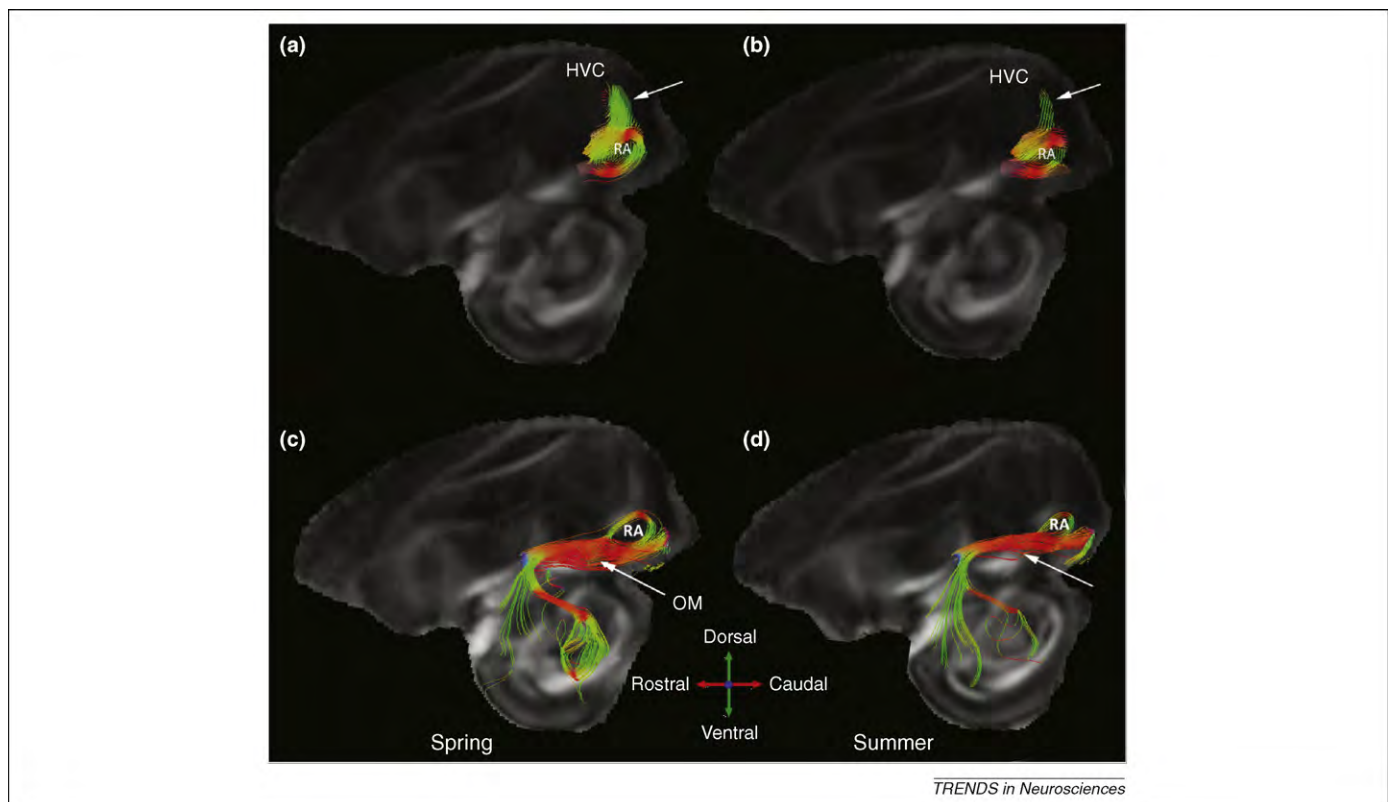 (a)
HVC
RA
(b)
HVC
RA
(c)
RA
OM
(d)
RA
Dorsal
Rostral
Caudal
Ventral
Spring
Summer
TRENDS in Neurosciences